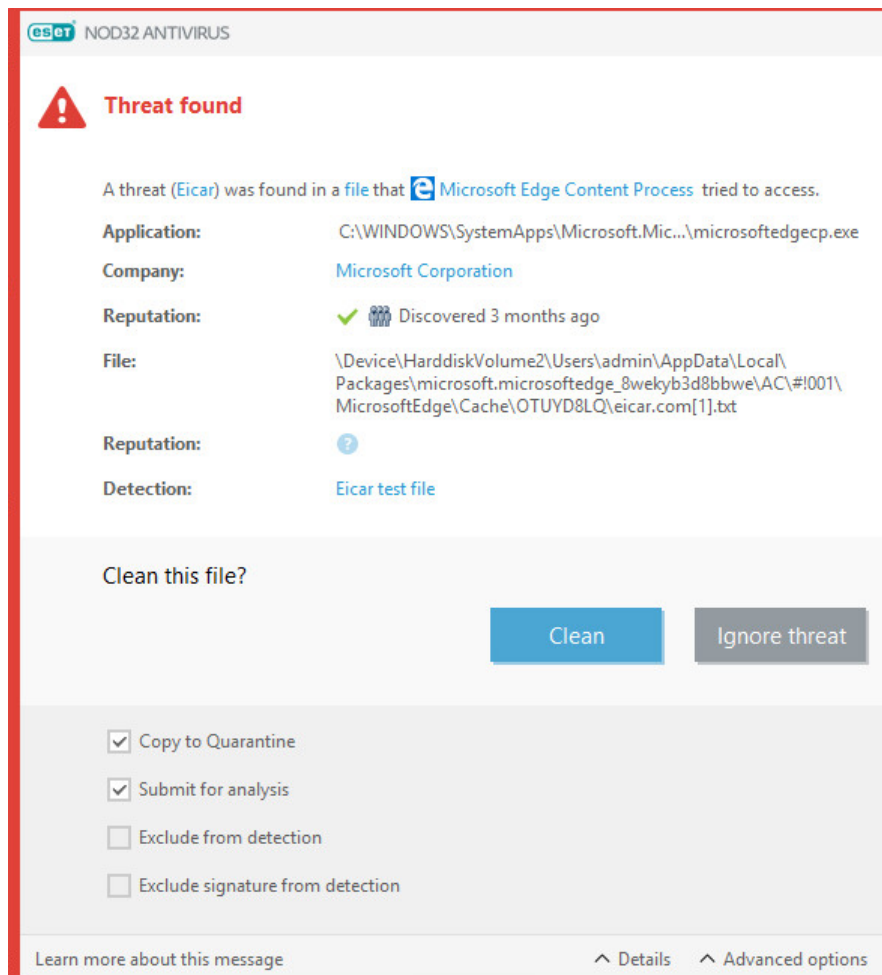 eset NOD32 ANTIVIRUS
Threat found
A threat (Eicar) was found in a file that Microsoft Edge Content Process tried to access.
Application: C:\WINDOWS\SystemApps\Microsoft.Mic...\microsoftedgecp.exe
Company: Microsoft Corporation
Reputation: Discovered 3 months ago
File: \Device\HarddiskVolume2\Users\admin\AppData\Local\
Packages\microsoft.microsoftedge_8wekyb3d8bbwe\AC\#!001\
MicrosoftEdge\Cache\OTUYD8LQ\eicar.com[1].txt
Reputation: ?
Detection: Eicar test file
Clean this file?
Clean Ignore threat
Copy to Quarantine
Submit for analysis
Exclude from detection
Exclude signature from detection
Learn more about this message Details Advanced options